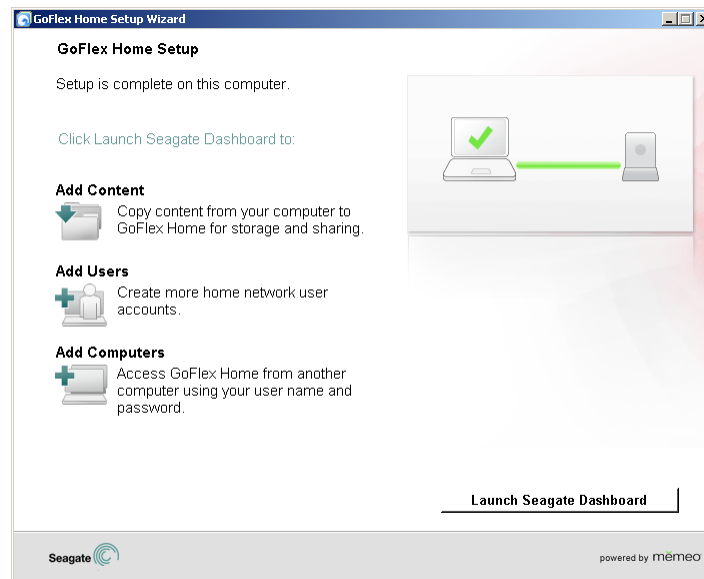 GoFlex Home Setup Wizard
GoFlex Home Setup
Setup is complete on this computer.
Click Launch Seagate Dashboard to:
Add Content
Copy content from your computer to
GoFlex Home for storage and sharing.
Add Users
Create more home network user
accounts.
Add Computers
Access GoFlex Home from another
computer using your user name and
password.
Launch Seagate Dashboard
Seagate
powered by memeo